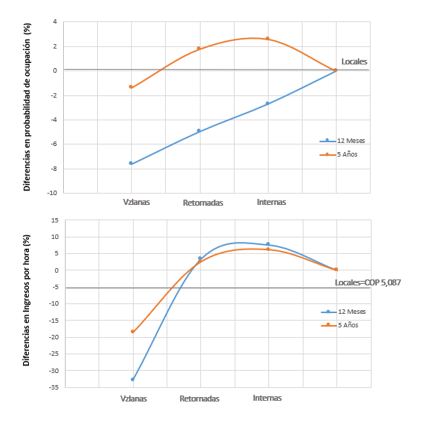 Diferencias en probabilidad de ocupación (%)
4
2
0
-2
-4
-6
-8
-10
Locales
12 Meses
5 Años
Vzlanas
Retornadas
Internas
Diferencias en Ingresos por hora (%)
15
10
5
0
-5
-10
-15
-20
-25
-30
-35
Locales=COP 5,087
12 Meses
5 Años
Vzlanas
Retornadas
Internas